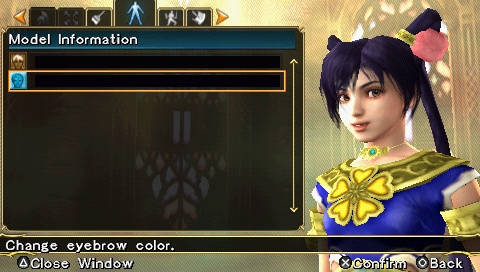 Model Information
Change eyebrow color.
Close Window
Confirm
Back